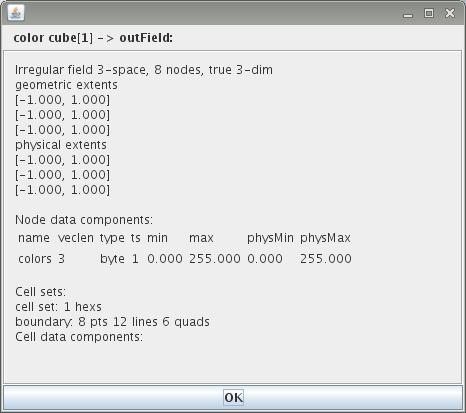 color cube[1] -> outField:
Irregular field 3-space, 8 nodes, true 3-dim
geometric extents
[-1.000, 1.000]
[-1.000, 1.000]
[-1.000, 1.000]
physical extents
[-1.000, 1.000]
[-1.000, 1.000]
[-1.000, 1.000]
Node data components:
name veclen type ts min max physMin physMax
colors 3 byte 1 0.000 255.000 0.000 255.000
Cell sets:
cell set: 1 hexs
boundary: 8 pts 12 lines 6 quads
Cell data components:
OK